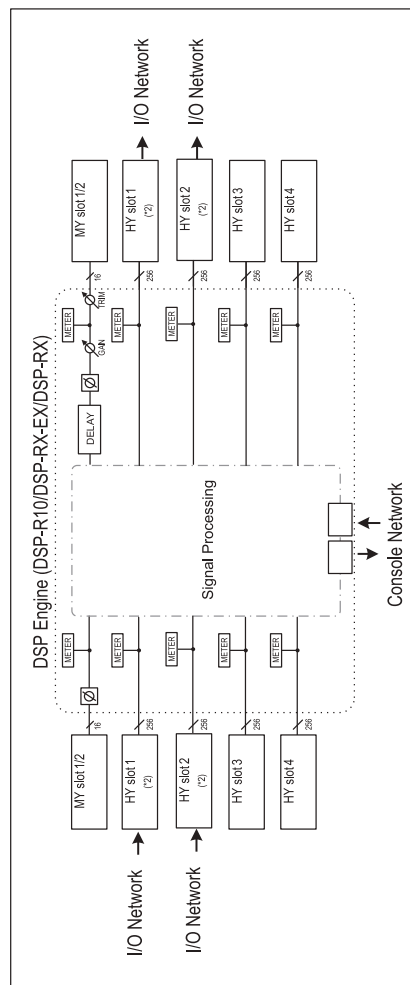 DSP Engine (DSP-R10/DSP-RX-EX/DSP-RX)
MY slot 1/2
16
Ø
METER
DELAY
Ø
GAIN
METER
TRIM
16
MY slot 1/2
I/O Network
HY slot 1
(*2)
256
METER
METER
256
HY slot 1
(*2)
I/O Network
I/O Network
HY slot 2
(*2)
256
METER
Signal Processing
METER
256
HY slot 2
(*2)
I/O Network
HY slot 3
256
METER
METER
256
HY slot 3
HY slot 4
256
METER
METER
256
HY slot 4
Console Network